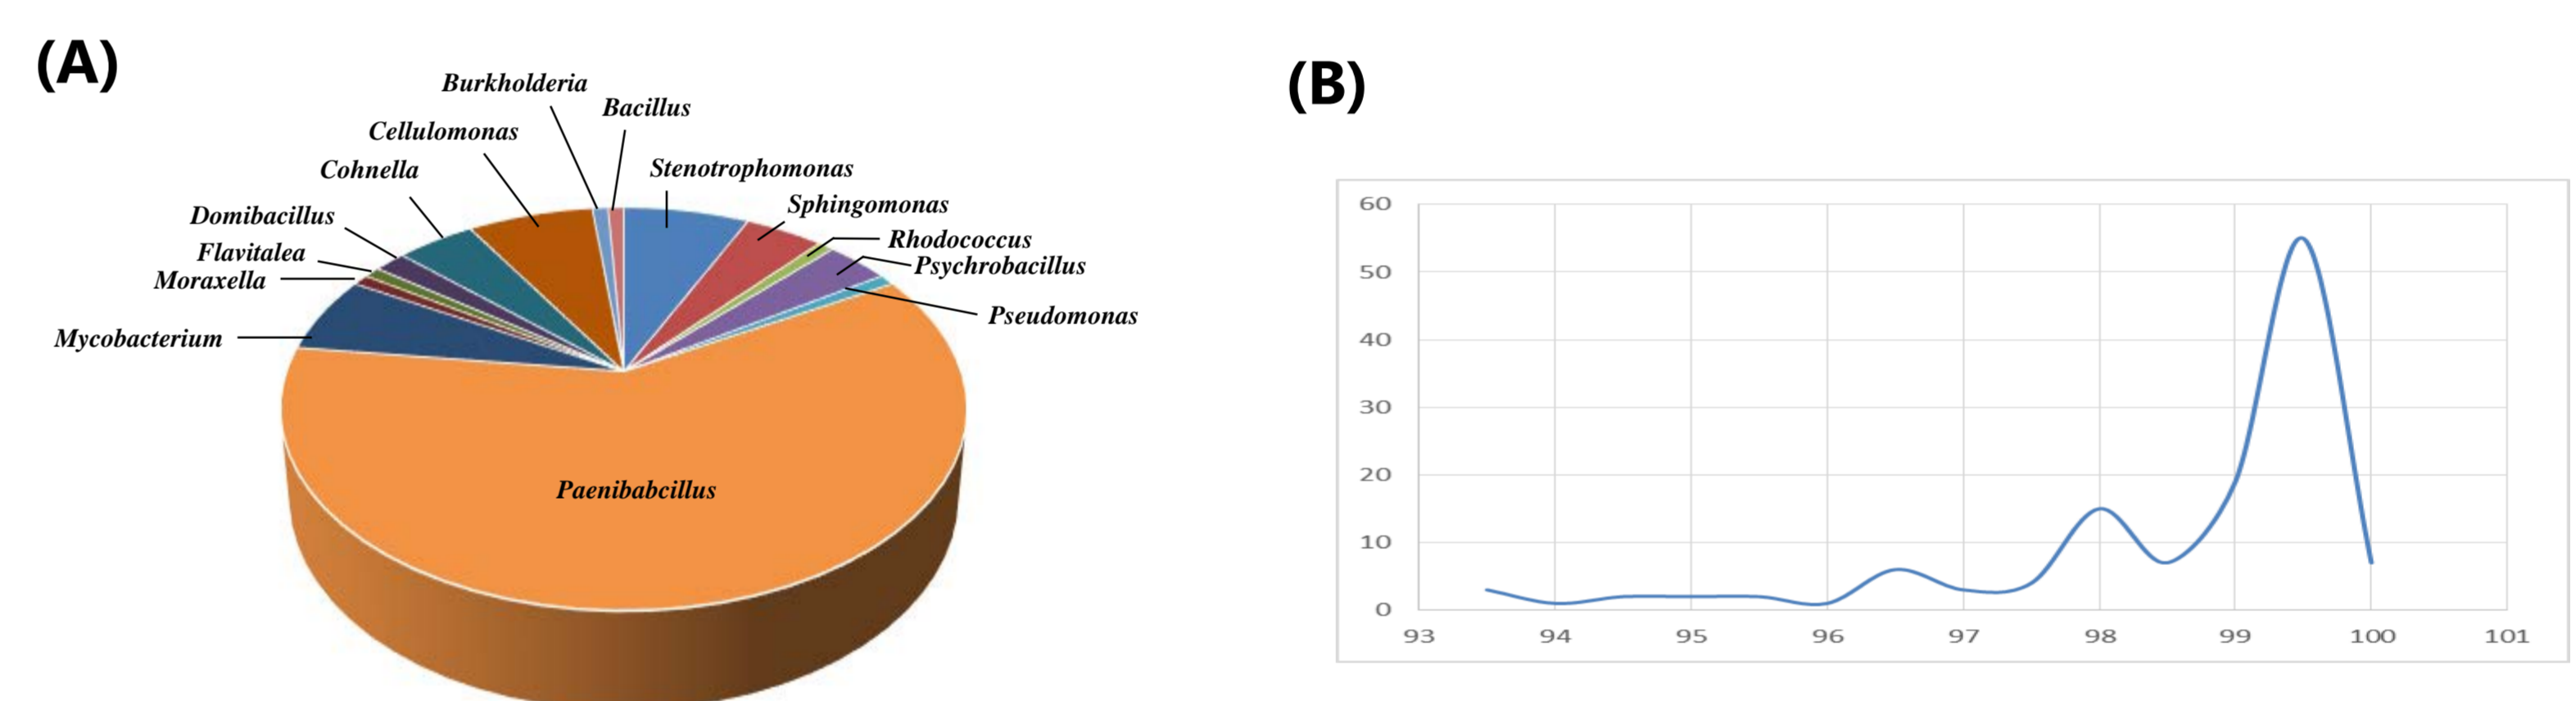 (A)
Burkholderia
Bacillus
Cellulomonas
Cohnella
Stenotrophomonas
Sphingomonas
Domibacillus
Rhodococcus
Flavitalea
Psychrobacillus
Moraxella
Pseudomonas
Mycobacterium
Paenibabcillus
(B)
60
50
40
30
20
10
0
93 94 95 96 97 98 99 100 101